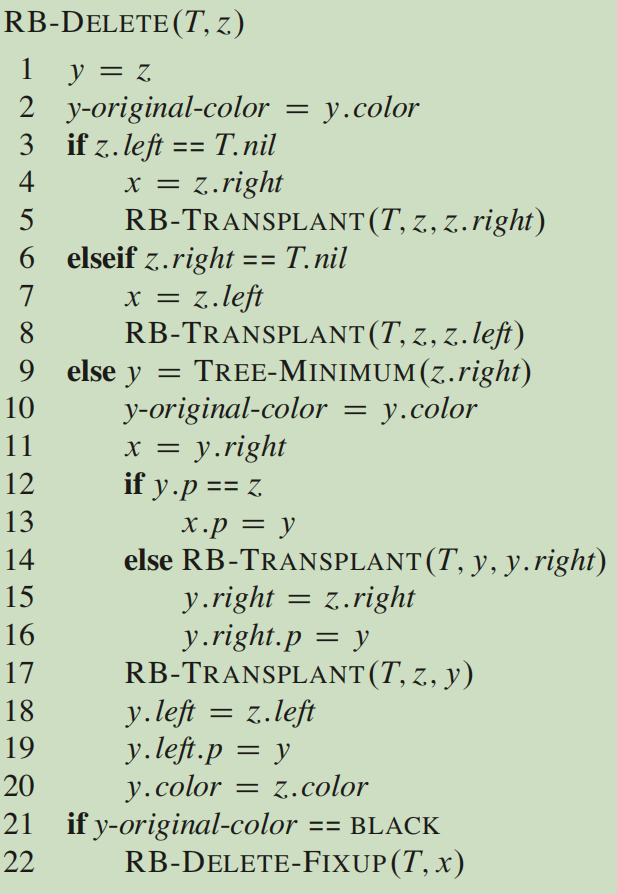 RB-DELETE(T, z)
1 y = z
2 y-original-color = y.color
3 if z.left == T.nil
4 x = z.right
5 RB-TRANSPLANT(T, z, z.right)
6 elseif z.right == T.nil
7 x = z.left
8 RB-TRANSPLANT(T, z, z.left)
9 else y = TREE-MINIMUM(z.right)
10 y-original-color = y.color
11 x = y.right
12 if y.p == z
13 x.p = y
14 else RB-TRANSPLANT(T, y, y.right)
15 y.right = z.right
16 y.right.p = y
17 RB-TRANSPLANT(T, z, y)
18 y.left = z.left
19 y.left.p = y
20 y.color = z.color
21 if y-original-color == BLACK
22 RB-DELETE-FIXUP(T, x)